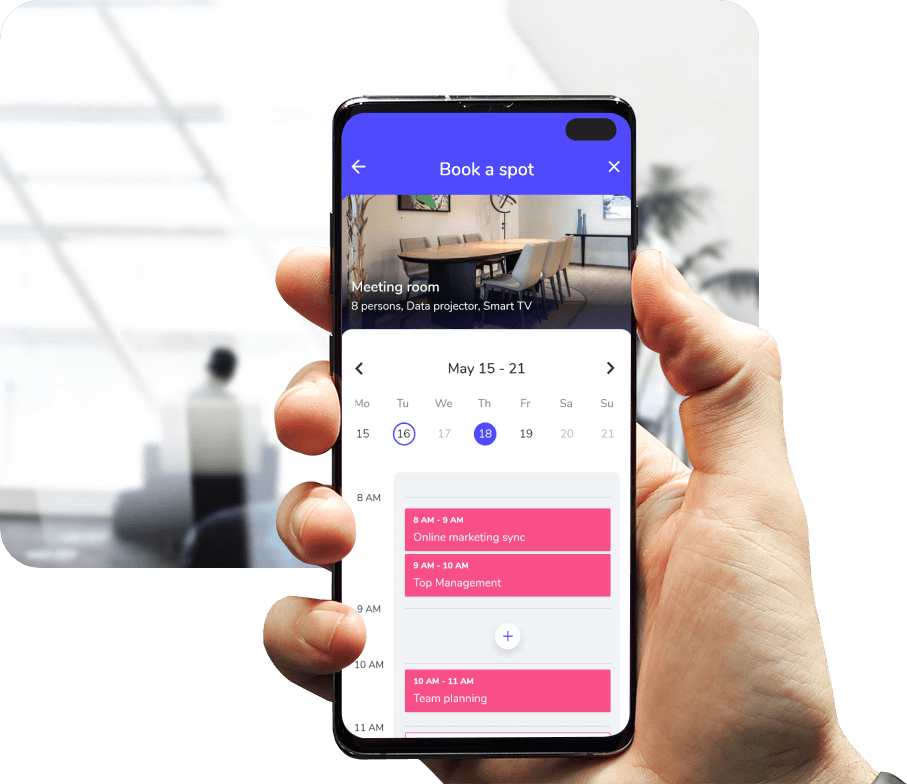 Book a spot
Meeting room
8 persons, Data projector, Smart TV
May 15 - 21
Mo Tu We Th Fr Sa Su
15 16 17 18 19 20 21
8 AM
8 AM - 9 AM
Online marketing sync
9 AM - 10 AM
Top Management
9 AM
+
10 AM
10 AM - 11 AM
Team planning
11 AM